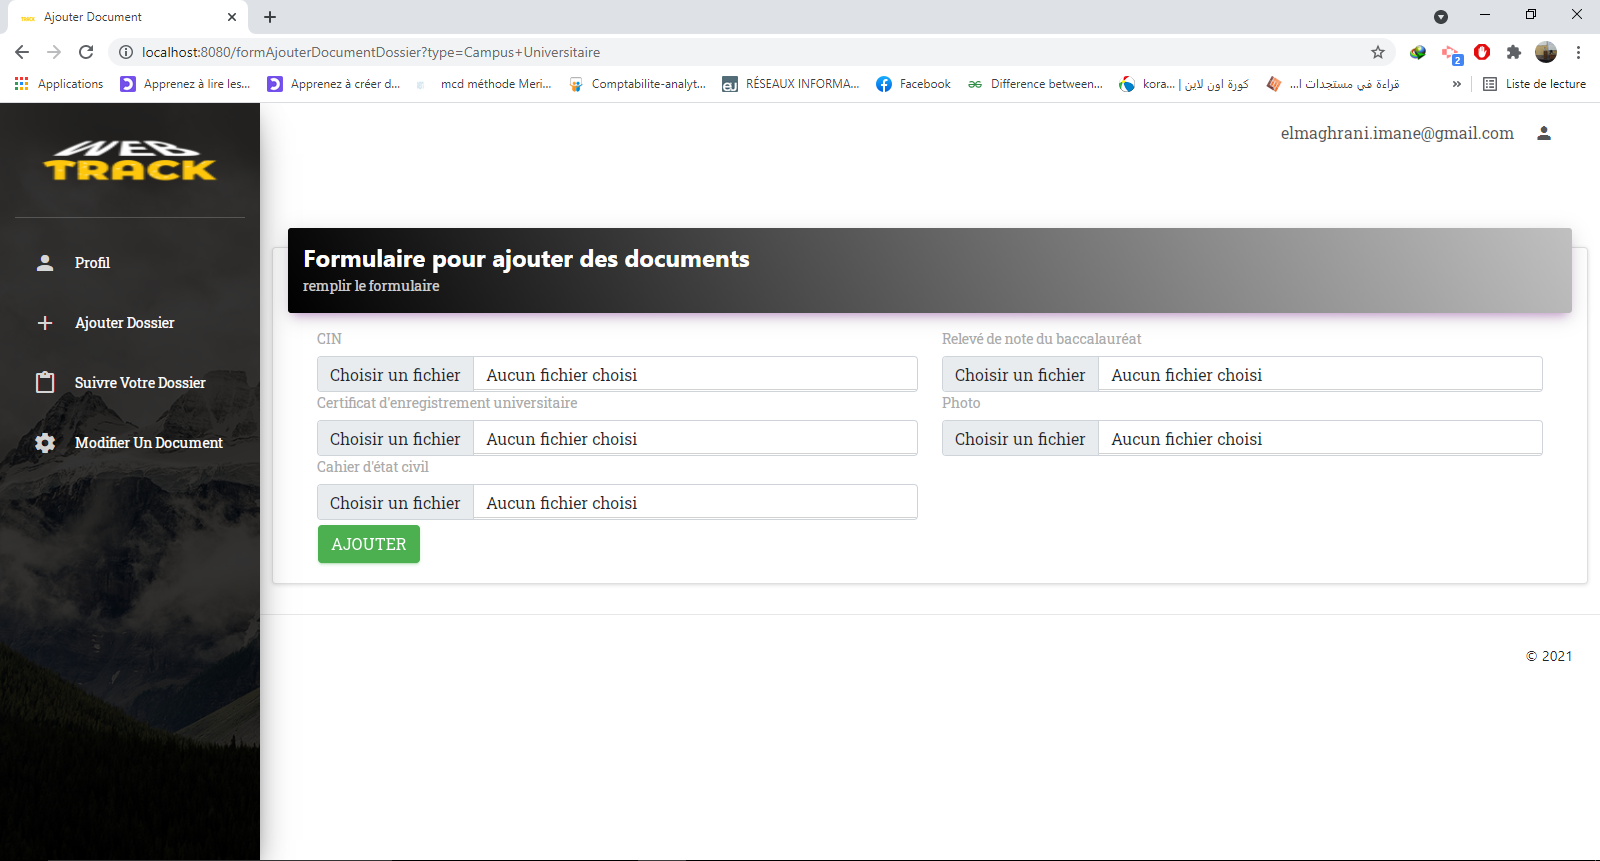 Ajouter Document
localhost:8080/formAjouterDocumentDossier?type=Campus+Universitaire
2
Applications
Apprenez à lire les...
Apprenez à créer d...
mcd méthode Meri...
Comptabilite-analyt...
RÉSEAUX INFORMA...
Facebook
Difference between...
kora... | كورة اون لاين
قراءة في مستجدات ا...
»
Liste de lecture
WEB
TRACK
elmaghrani.imane@gmail.com
Profil
Ajouter Dossier
Suivre Votre Dossier
Modifier Un Document
Formulaire pour ajouter des documents
remplir le formulaire
CIN
Relevé de note du baccalauréat
Choisir un fichier Aucun fichier choisi
Choisir un fichier Aucun fichier choisi
Certificat d'enregistrement universitaire
Photo
Choisir un fichier Aucun fichier choisi
Choisir un fichier Aucun fichier choisi
Cahier d'état civil
Choisir un fichier Aucun fichier choisi
AJOUTER
© 2021